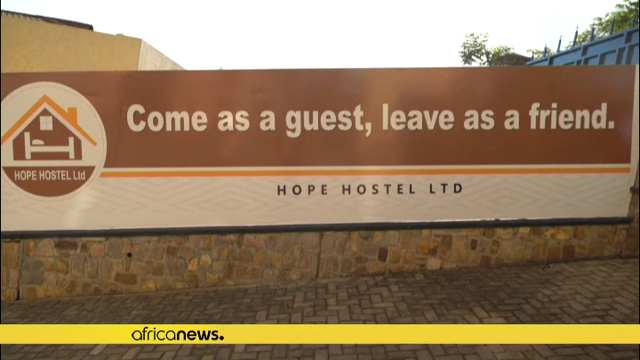 Come as a guest, leave as a friend.
HOPE HOSTEL Ltd
HOPE HOSTEL LTD
africanews.